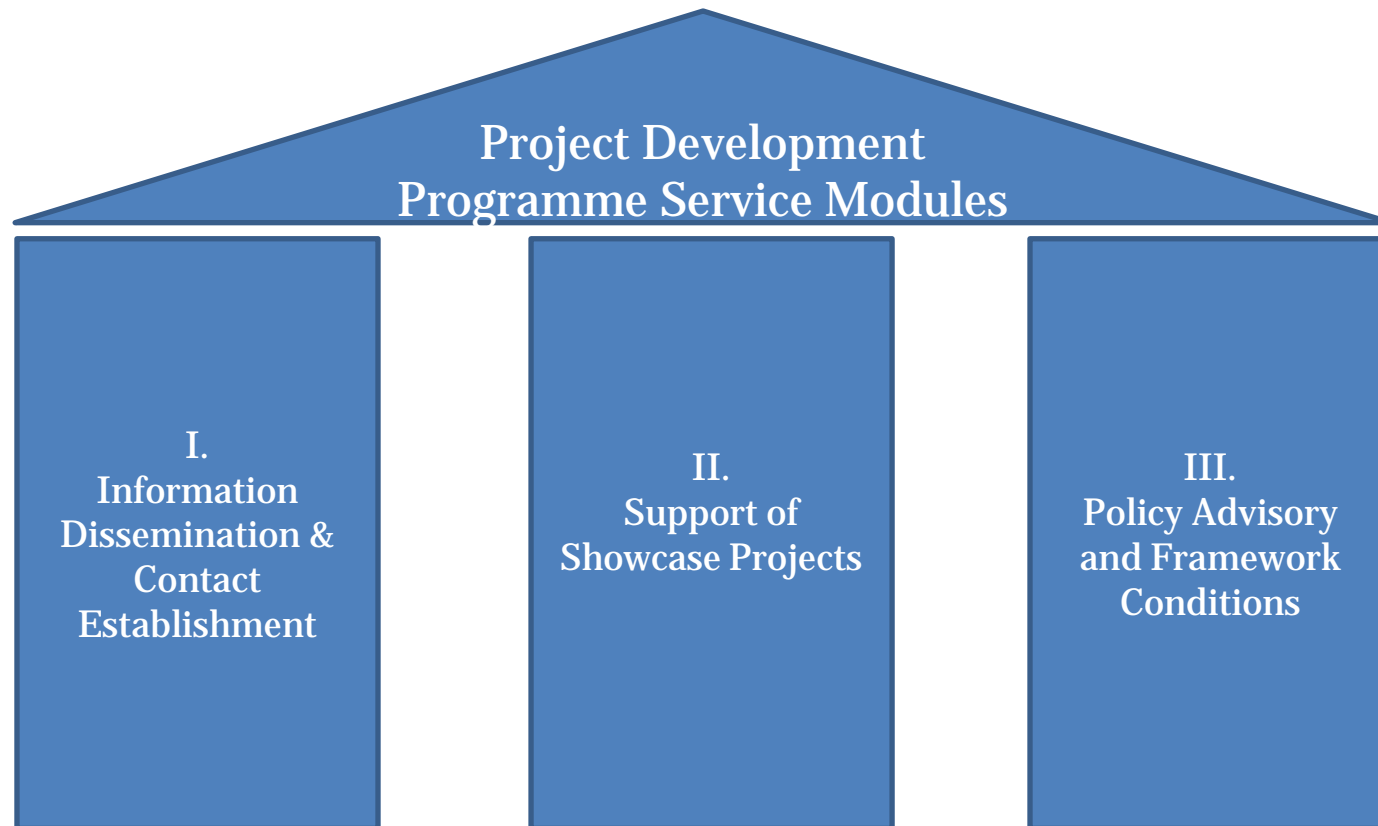 Project Development
Programme Service Modules
I.
Information
Dissemination &
Contact
Establishment
II.
Support of
Showcase Projects
III.
Policy Advisory
and Framework
Conditions